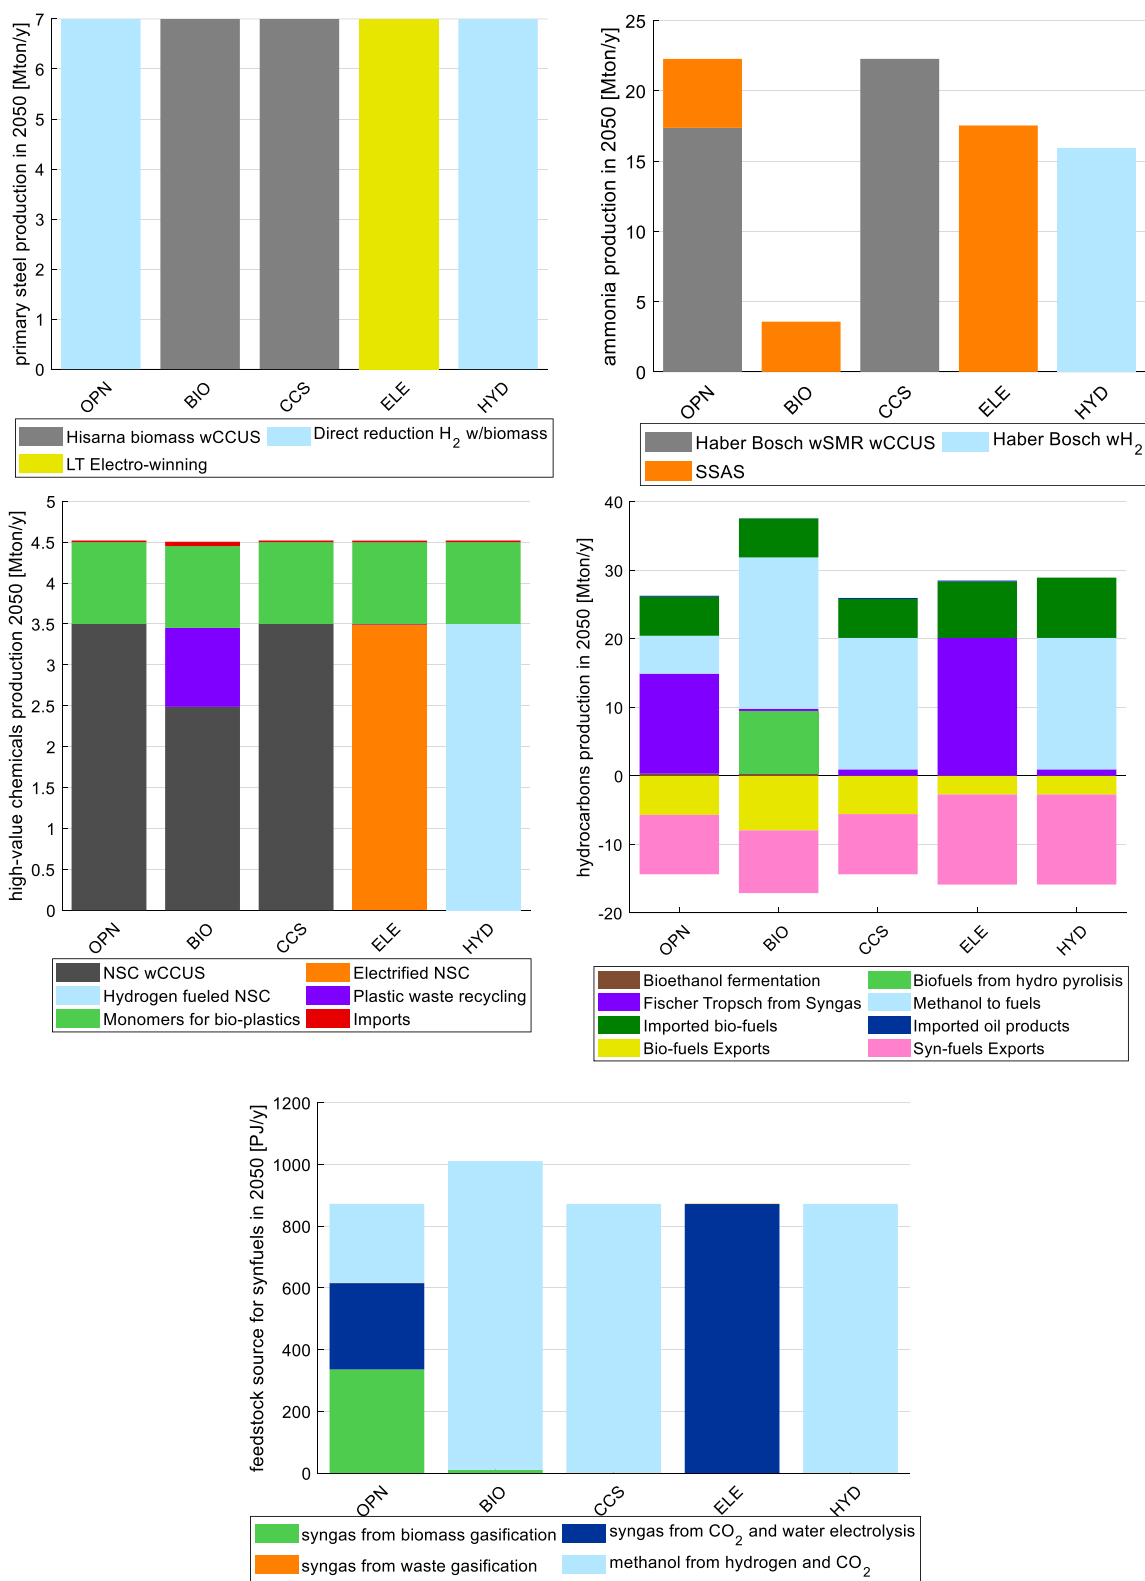 primary steel production in 2050 [Mton/y]
7
6
5
4
3
2
1
0
OPN
BIO
CCS
ELE
HYD
Hisarna biomass wCCUS
Direct reduction H2 w/biomass
LT Electro-winning
ammonia production in 2050 [Mton/y]
25
20
15
10
5
0
OPN
BIO
CCS
ELE
HYD
Haber Bosch wSMR wCCUS
Haber Bosch wH2
SSAS
high-value chemicals production 2050 [Mton/y]
5
4.5
4
3.5
3
2.5
2
1.5
1
0.5
0
OPN
BIO
CCS
ELE
HYD
NSC wCCUS
Electrified NSC
Hydrogen fueled NSC
Plastic waste recycling
Monomers for bio-plastics
Imports
hydrocarbons production in 2050 [Mton/y]
40
30
20
10
0
-10
-20
OPN
BIO
CCS
ELE
HYD
Bioethanol fermentation
Biofuels from hydro pyrolisis
Fischer Tropsch from Syngas
Methanol to fuels
Imported bio-fuels
Imported oil products
Bio-fuels Exports
Syn-fuels Exports
feedstock source for synfuels in 2050 [PJ/y]
1200
1000
800
600
400
200
0
OPN
BIO
CCS
ELE
HYD
syngas from biomass gasification
syngas from CO2 and water electrolysis
syngas from waste gasification
methanol from hydrogen and CO2